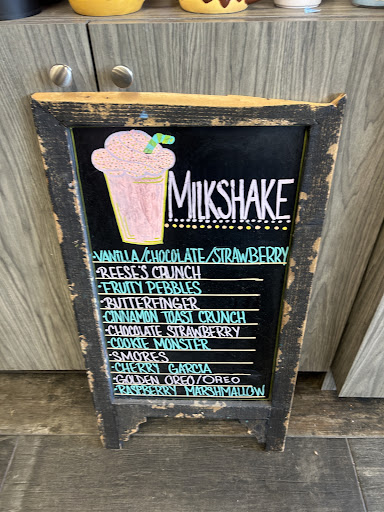 MILKSHAKE
-VANILLA/CHOCOLATE/STRAWBERRY
-REESE'S CRUNCH
-FRUITY PEBBLES
-BUTTERFINGER
-CINNAMON TOAST CRUNCH
-CHOCOLATE STRAWBERRY
COOKIE MONSTER
-SMORES
-CHERRY GARCIA
-GOLDEN OREO/OREO
-RASPBERRY MARSHMALLOW